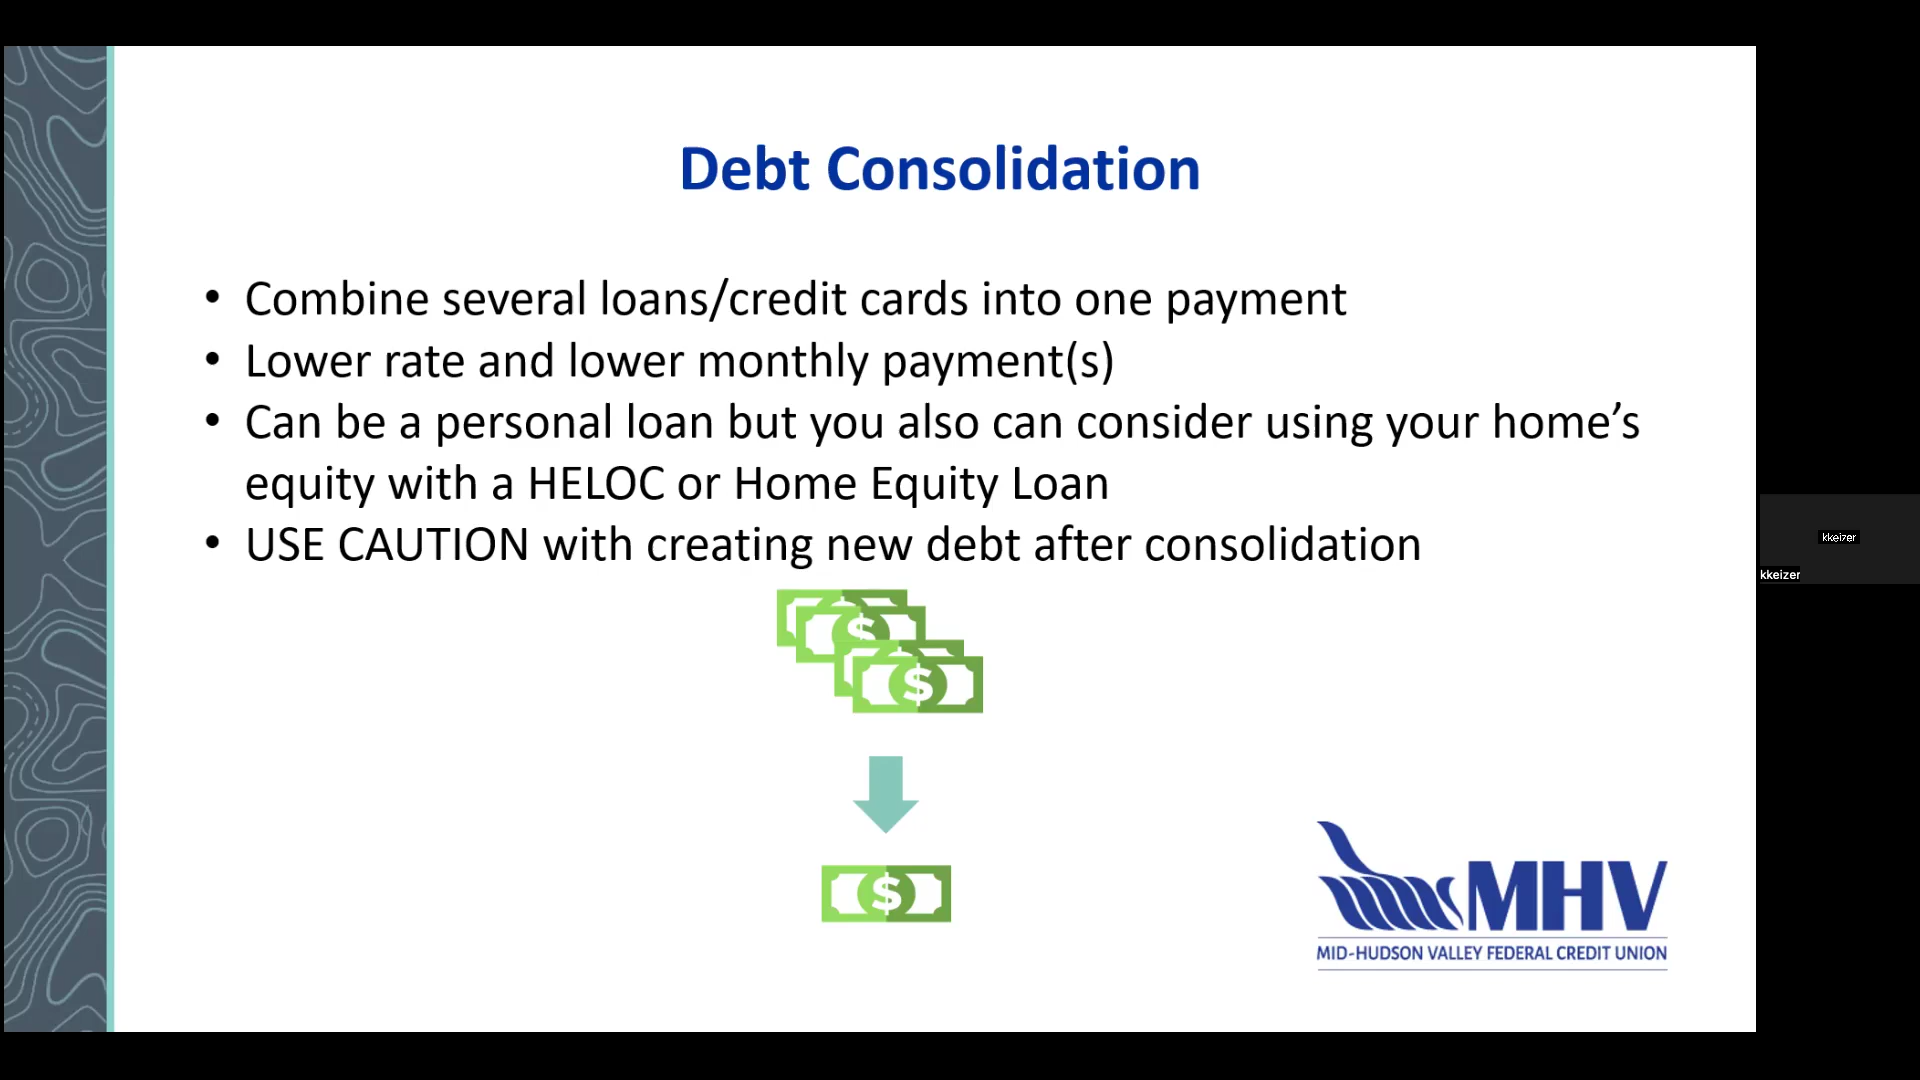 Debt Consolidation
• Combine several loans/credit cards into one payment
• Lower rate and lower monthly payment(s)
• Can be a personal loan but you also can consider using your home’s
equity with a HELOC or Home Equity Loan
• USE CAUTION with creating new debt after consolidation
$
$
$
MHV
MID-HUDSON VALLEY FEDERAL CREDIT UNION
kkeizer
kkeizer